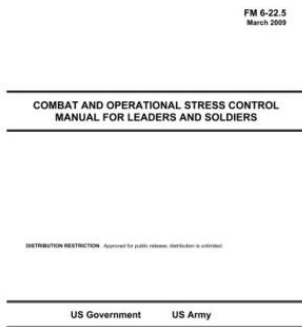 FM 6-22.5
March 2009
COMBAT AND OPERATIONAL STRESS CONTROL
MANUAL FOR LEADERS AND SOLDIERS
DISTRIBUTION RESTRICTION Approved for public release; distribution is unlimited.
US Government US Army